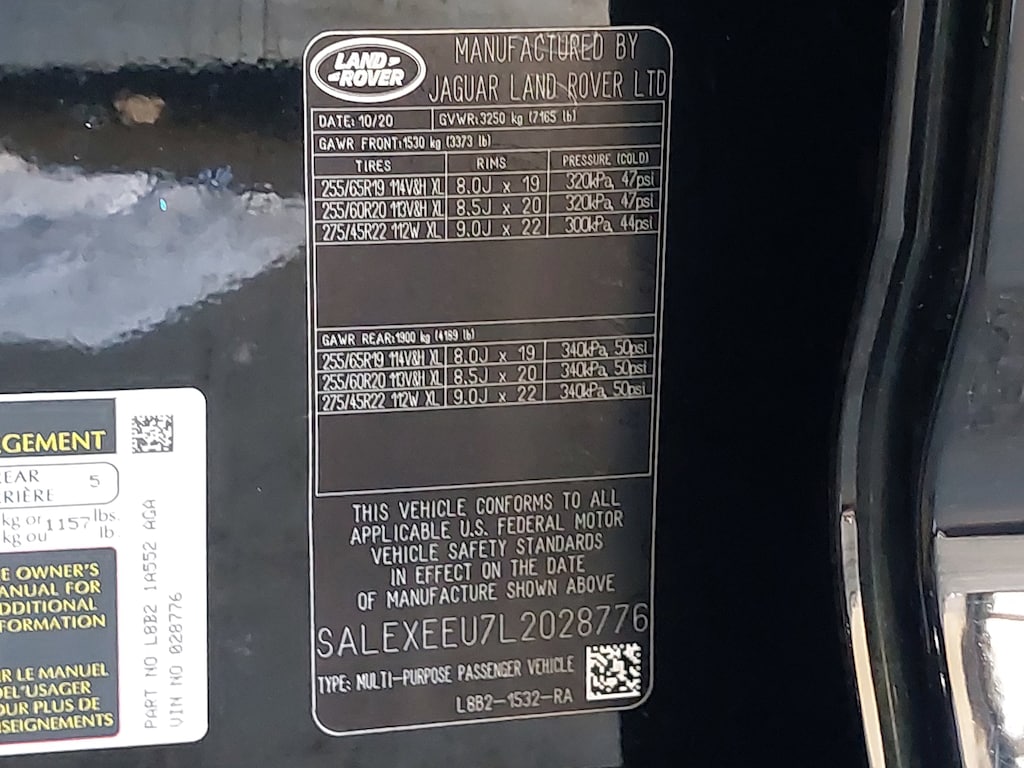 LAND
ROVER
MANUFACTURED BY
JAGUAR LAND ROVER LTD
DATE: 10/20 GVWR: 3250 kg (7165 lb)
GAWR FRONT: 1530 kg (3373 lb)
TIRES RIMS PRESSURE (COLD)
255/65R19 114V&H XL 8.0J x 19 320kPa, 47psi
255/60R20 113V&H XL 8.5J x 20 320kPa, 47psi
275/45R22 112W XL 9.0J x 22 300kPa, 44psi
GAWR REAR: 1900 kg (4189 lb)
255/65R19 114V&H XL 8.0J x 19 340kPa, 50psi
255/60R20 113V&H XL 8.5J x 20 340kPa, 50psi
275/45R22 112W XL 9.0J x 22 340kPa, 50psi
THIS VEHICLE CONFORMS TO ALL
APPLICABLE U.S. FEDERAL MOTOR
VEHICLE SAFETY STANDARDS
IN EFFECT ON THE DATE
OF MANUFACTURE SHOWN ABOVE
SALEXEEU7L2028776
TYPE: MULTI-PURPOSE PASSENGER VEHICLE
L8B2-1532-RA
GEMENT
EAR
RIÈRE 5
kg or 1157 lbs.
kg ou lb.
E OWNER'S
ANUAL FOR
DDITIONAL
FORMATION
R LE MANUEL
DEL'USAGER
OUR PLUS DE
NSEIGNEMENTS
PART NO L8B2 1A552 AGA
VIN NO 028776